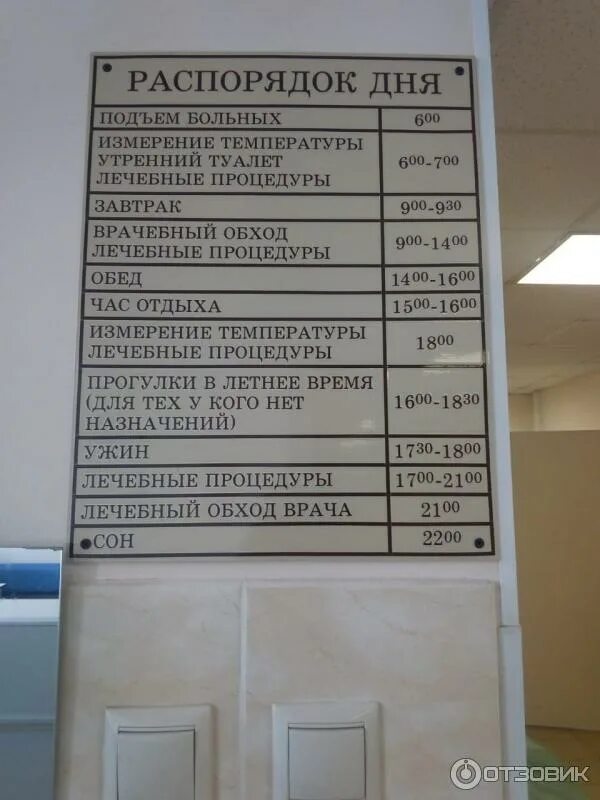 РАСПОРЯДОК ДНЯ
ПОДЪЕМ БОЛЬНЫХ 6⁰⁰
ИЗМЕРЕНИЕ ТЕМПЕРАТУРЫ
УТРЕННИЙ ТУАЛЕТ 6⁰⁰-7⁰⁰
ЛЕЧЕБНЫЕ ПРОЦЕДУРЫ
ЗАВТРАК 9⁰⁰-9³⁰
ВРАЧЕБНЫЙ ОБХОД 9⁰⁰-14⁰⁰
ЛЕЧЕБНЫЕ ПРОЦЕДУРЫ
ОБЕД 14⁰⁰-16⁰⁰
ЧАС ОТДЫХА 15⁰⁰-16⁰⁰
ИЗМЕРЕНИЕ ТЕМПЕРАТУРЫ 18⁰⁰
ЛЕЧЕБНЫЕ ПРОЦЕДУРЫ
ПРОГУЛКИ В ЛЕТНЕЕ ВРЕМЯ
(ДЛЯ ТЕХ У КОГО НЕТ 16⁰⁰-18³⁰
НАЗНАЧЕНИЙ)
УЖИН 17³⁰-18⁰⁰
ЛЕЧЕБНЫЕ ПРОЦЕДУРЫ 17⁰⁰-21⁰⁰
ЛЕЧЕБНЫЙ ОБХОД ВРАЧА 21⁰⁰
СОН 22⁰⁰
ОТЗОВИК